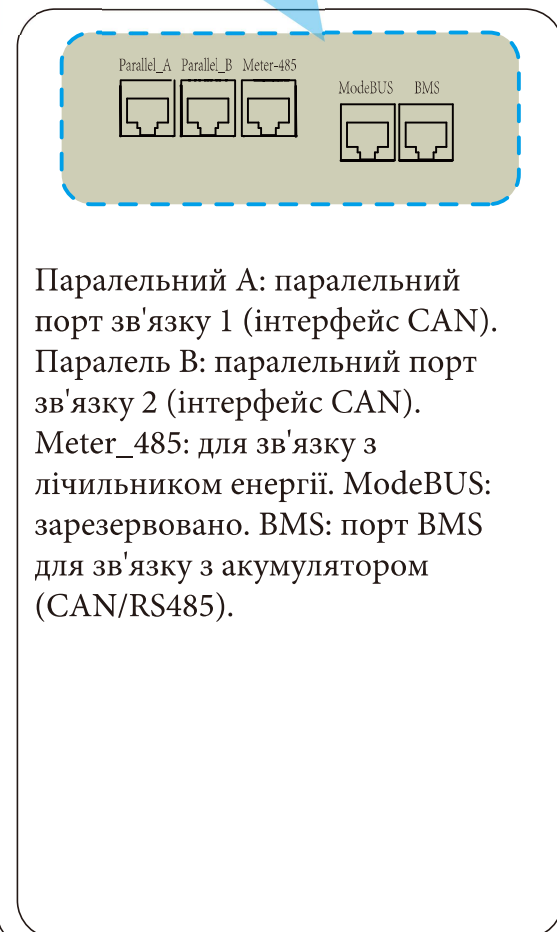 Parallel_A Parallel_B Meter-485
ModeBUS BMS
Паралельний А: паралельний
порт зв'язку 1 (інтерфейс CAN).
Паралель В: паралельний порт
зв'язку 2 (інтерфейс CAN).
Meter_485: для зв'язку з
лічильником енергії. ModeBUS:
зарезервовано. BMS: порт BMS
для зв'язку з акумулятором
(CAN/RS485).